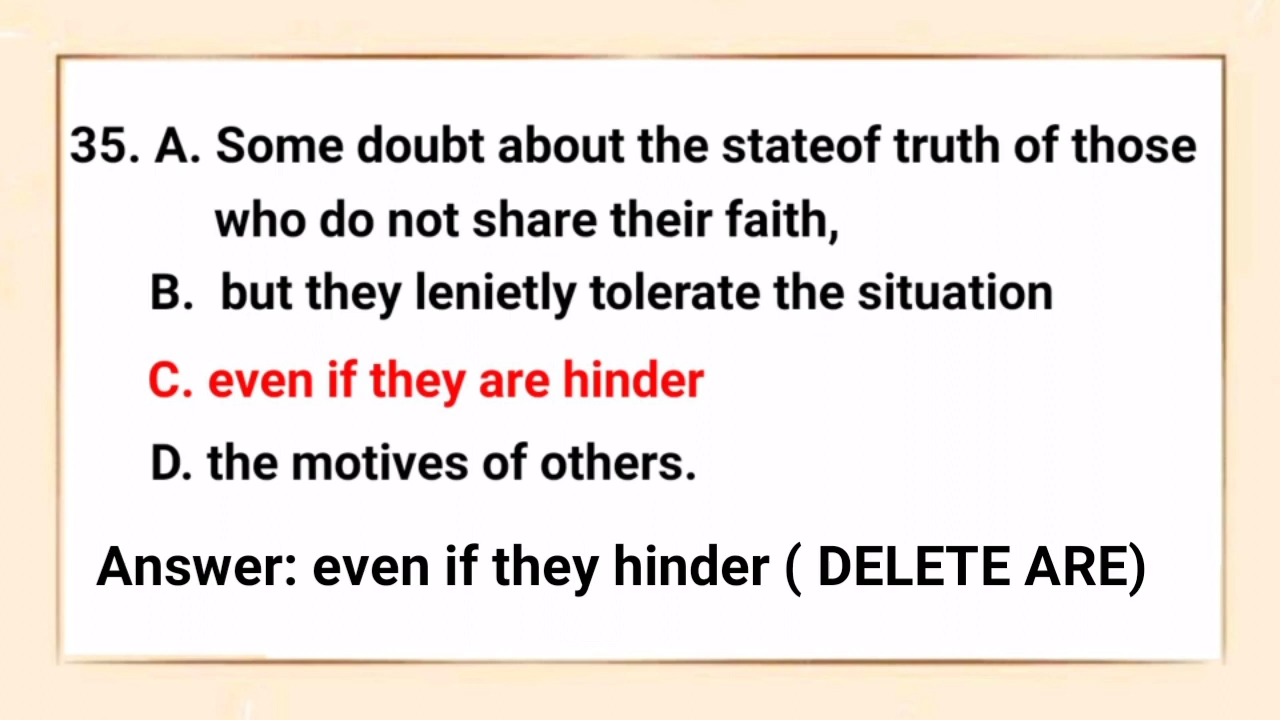 35. A. Some doubt about the stateof truth of those
who do not share their faith,
B. but they lenietly tolerate the situation
C. even if they are hinder
D. the motives of others.
Answer: even if they hinder ( DELETE ARE)